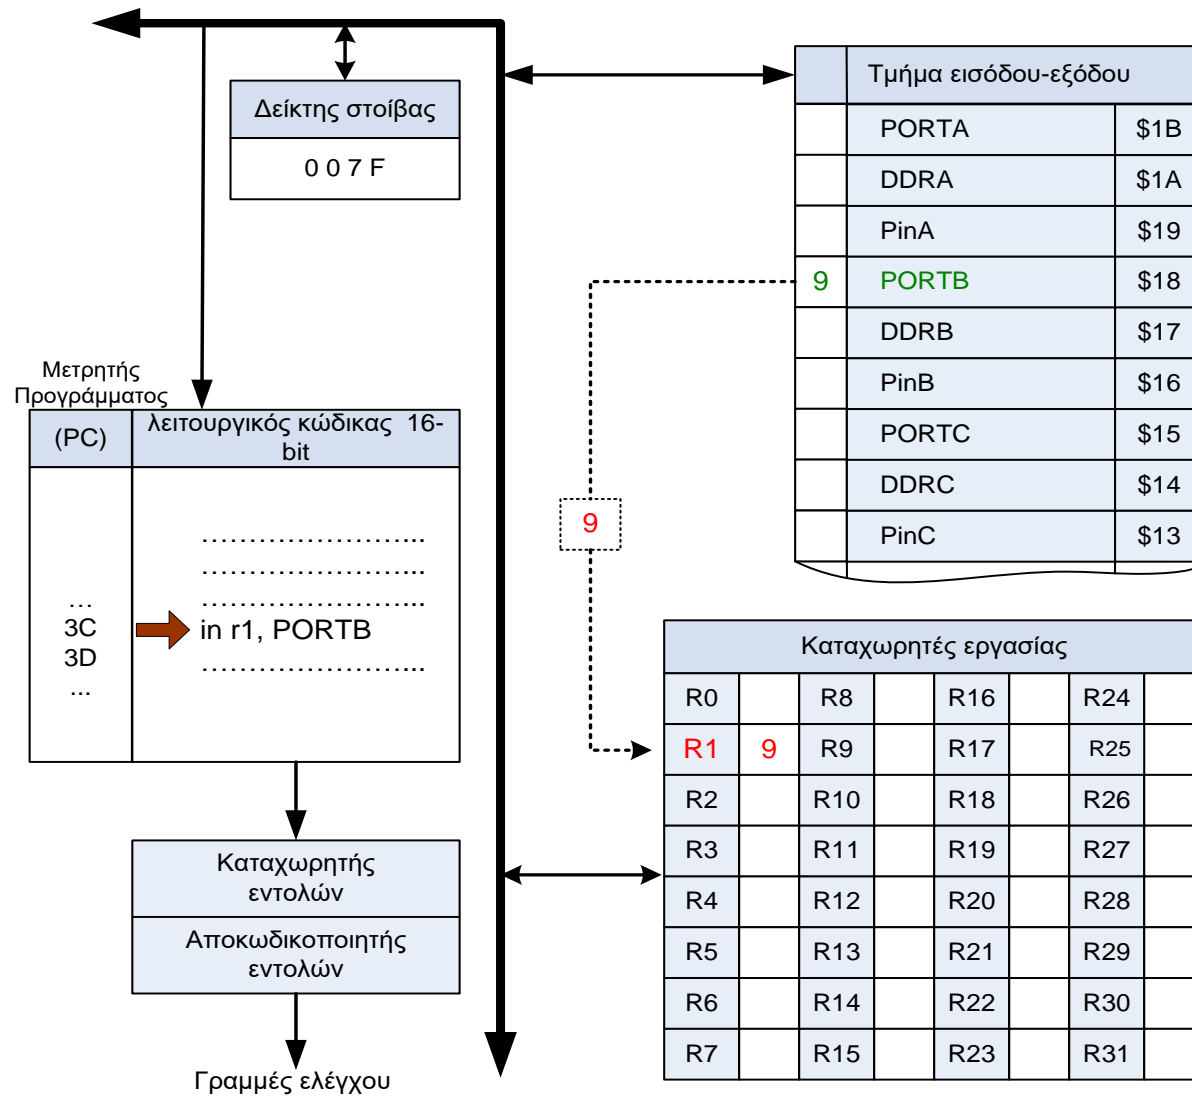 Δείκτης στοίβας
0 0 7 F
Τμήμα εισόδου-εξόδου
PORTA $1B
DDRA $1A
PinA $19
9 PORTB $18
DDRB $17
PinB $16
PORTC $15
DDRC $14
PinC $13
Μετρητής
Προγράμματος
(PC)
λειτουργικός κώδικας 16-
bit
……………………...
……………………...
… ……………………...
3C in r1, PORTB
3D ……………………...
...
9
Καταχωρητές εργασίας
R0 R8 R16 R24
R1 9 R9 R17 R25
R2 R10 R18 R26
R3 R11 R19 R27
R4 R12 R20 R28
R5 R13 R21 R29
R6 R14 R22 R30
R7 R15 R23 R31
Καταχωρητής
εντολών
Αποκωδικοποιητής
εντολών
Γραμμές ελέγχου